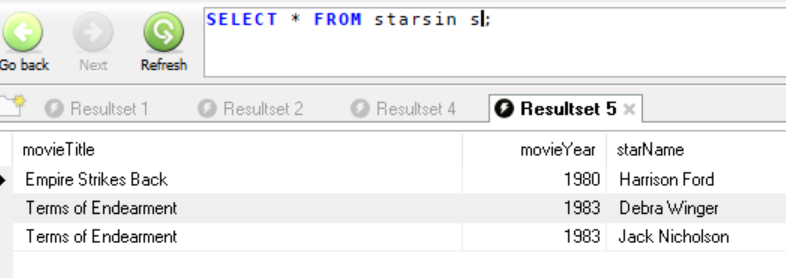 SELECT * FROM starsin s;
Go back Next Refresh
Resultset 1 Resultset 2 Resultset 4 Resultset 5
movieTitle movieYear starName
Empire Strikes Back 1980 Harrison Ford
Terms of Endearment 1983 Debra Winger
Terms of Endearment 1983 Jack Nicholson